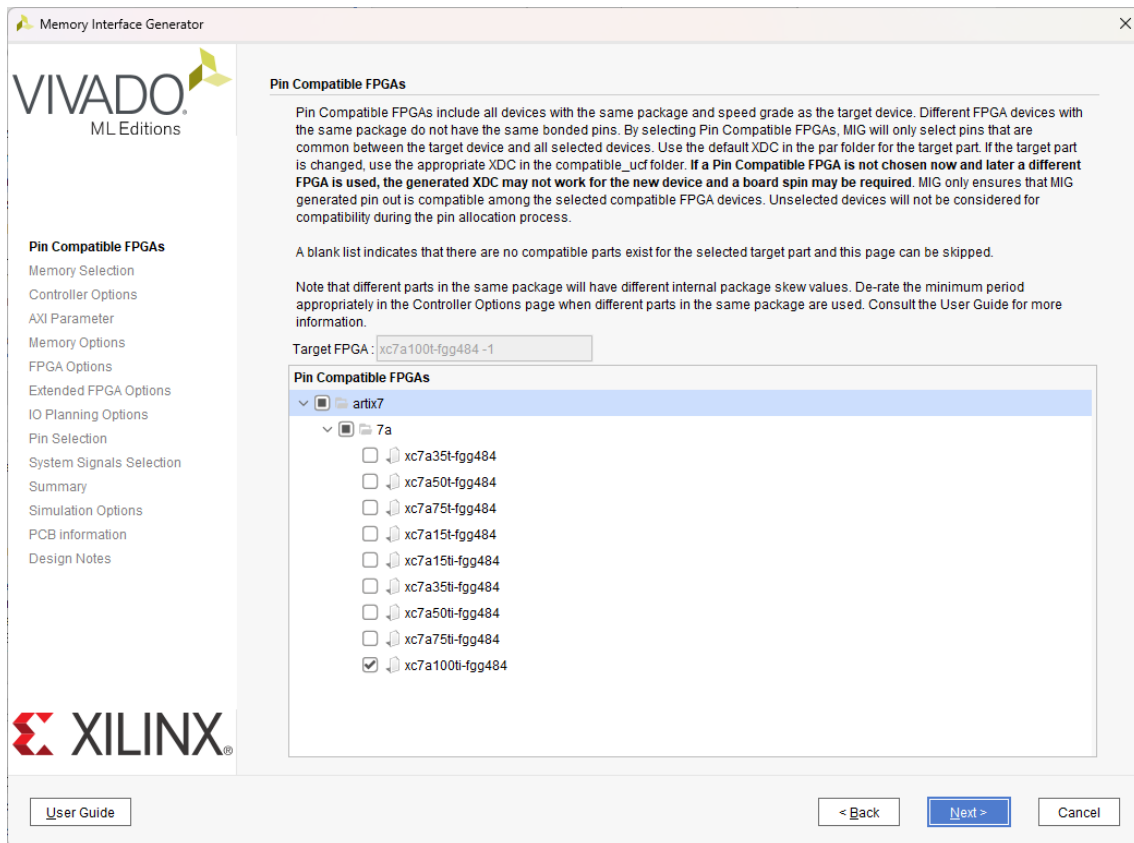 Memory Interface Generator
VIVADO®
ML Editions
Pin Compatible FPGAs
Memory Selection
Controller Options
AXI Parameter
Memory Options
FPGA Options
Extended FPGA Options
IO Planning Options
Pin Selection
System Signals Selection
Summary
Simulation Options
PCB information
Design Notes
XILINX®
Pin Compatible FPGAs
Pin Compatible FPGAs include all devices with the same package and speed grade as the target device. Different FPGA devices with
the same package do not have the same bonded pins. By selecting Pin Compatible FPGAs, MIG will only select pins that are
common between the target device and all selected devices. Use the default XDC in the par folder for the target part. If the target part
is changed, use the appropriate XDC in the compatible_ucf folder. If a Pin Compatible FPGA is not chosen now and later a different
FPGA is used, the generated XDC may not work for the new device and a board spin may be required. MIG only ensures that MIG
generated pin out is compatible among the selected compatible FPGA devices. Unselected devices will not be considered for
compatibility during the pin allocation process.
A blank list indicates that there are no compatible parts exist for the selected target part and this page can be skipped.
Note that different parts in the same package will have different internal package skew values. De-rate the minimum period
appropriately in the Controller Options page when different parts in the same package are used. Consult the User Guide for more
information.
Target FPGA : xc7a100t-fgg484 -1
Pin Compatible FPGAs
artix7
7a
xc7a35t-fgg484
xc7a50t-fgg484
xc7a75t-fgg484
xc7a15t-fgg484
xc7a15ti-fgg484
xc7a35ti-fgg484
xc7a50ti-fgg484
xc7a75ti-fgg484
xc7a100ti-fgg484
User Guide
< Back
Next >
Cancel